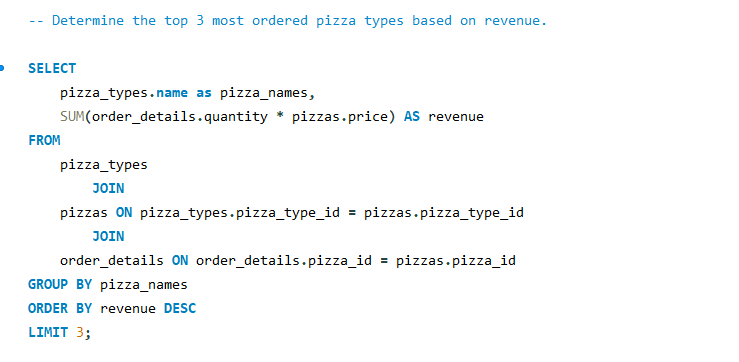 -- Determine the top 3 most ordered pizza types based on revenue.
SELECT
pizza_types.name as pizza_names,
SUM(order_details.quantity * pizzas.price) AS revenue
FROM
pizza_types
JOIN
pizzas ON pizza_types.pizza_type_id = pizzas.pizza_type_id
JOIN
order_details ON order_details.pizza_id = pizzas.pizza_id
GROUP BY pizza_names
ORDER BY revenue DESC
LIMIT 3;